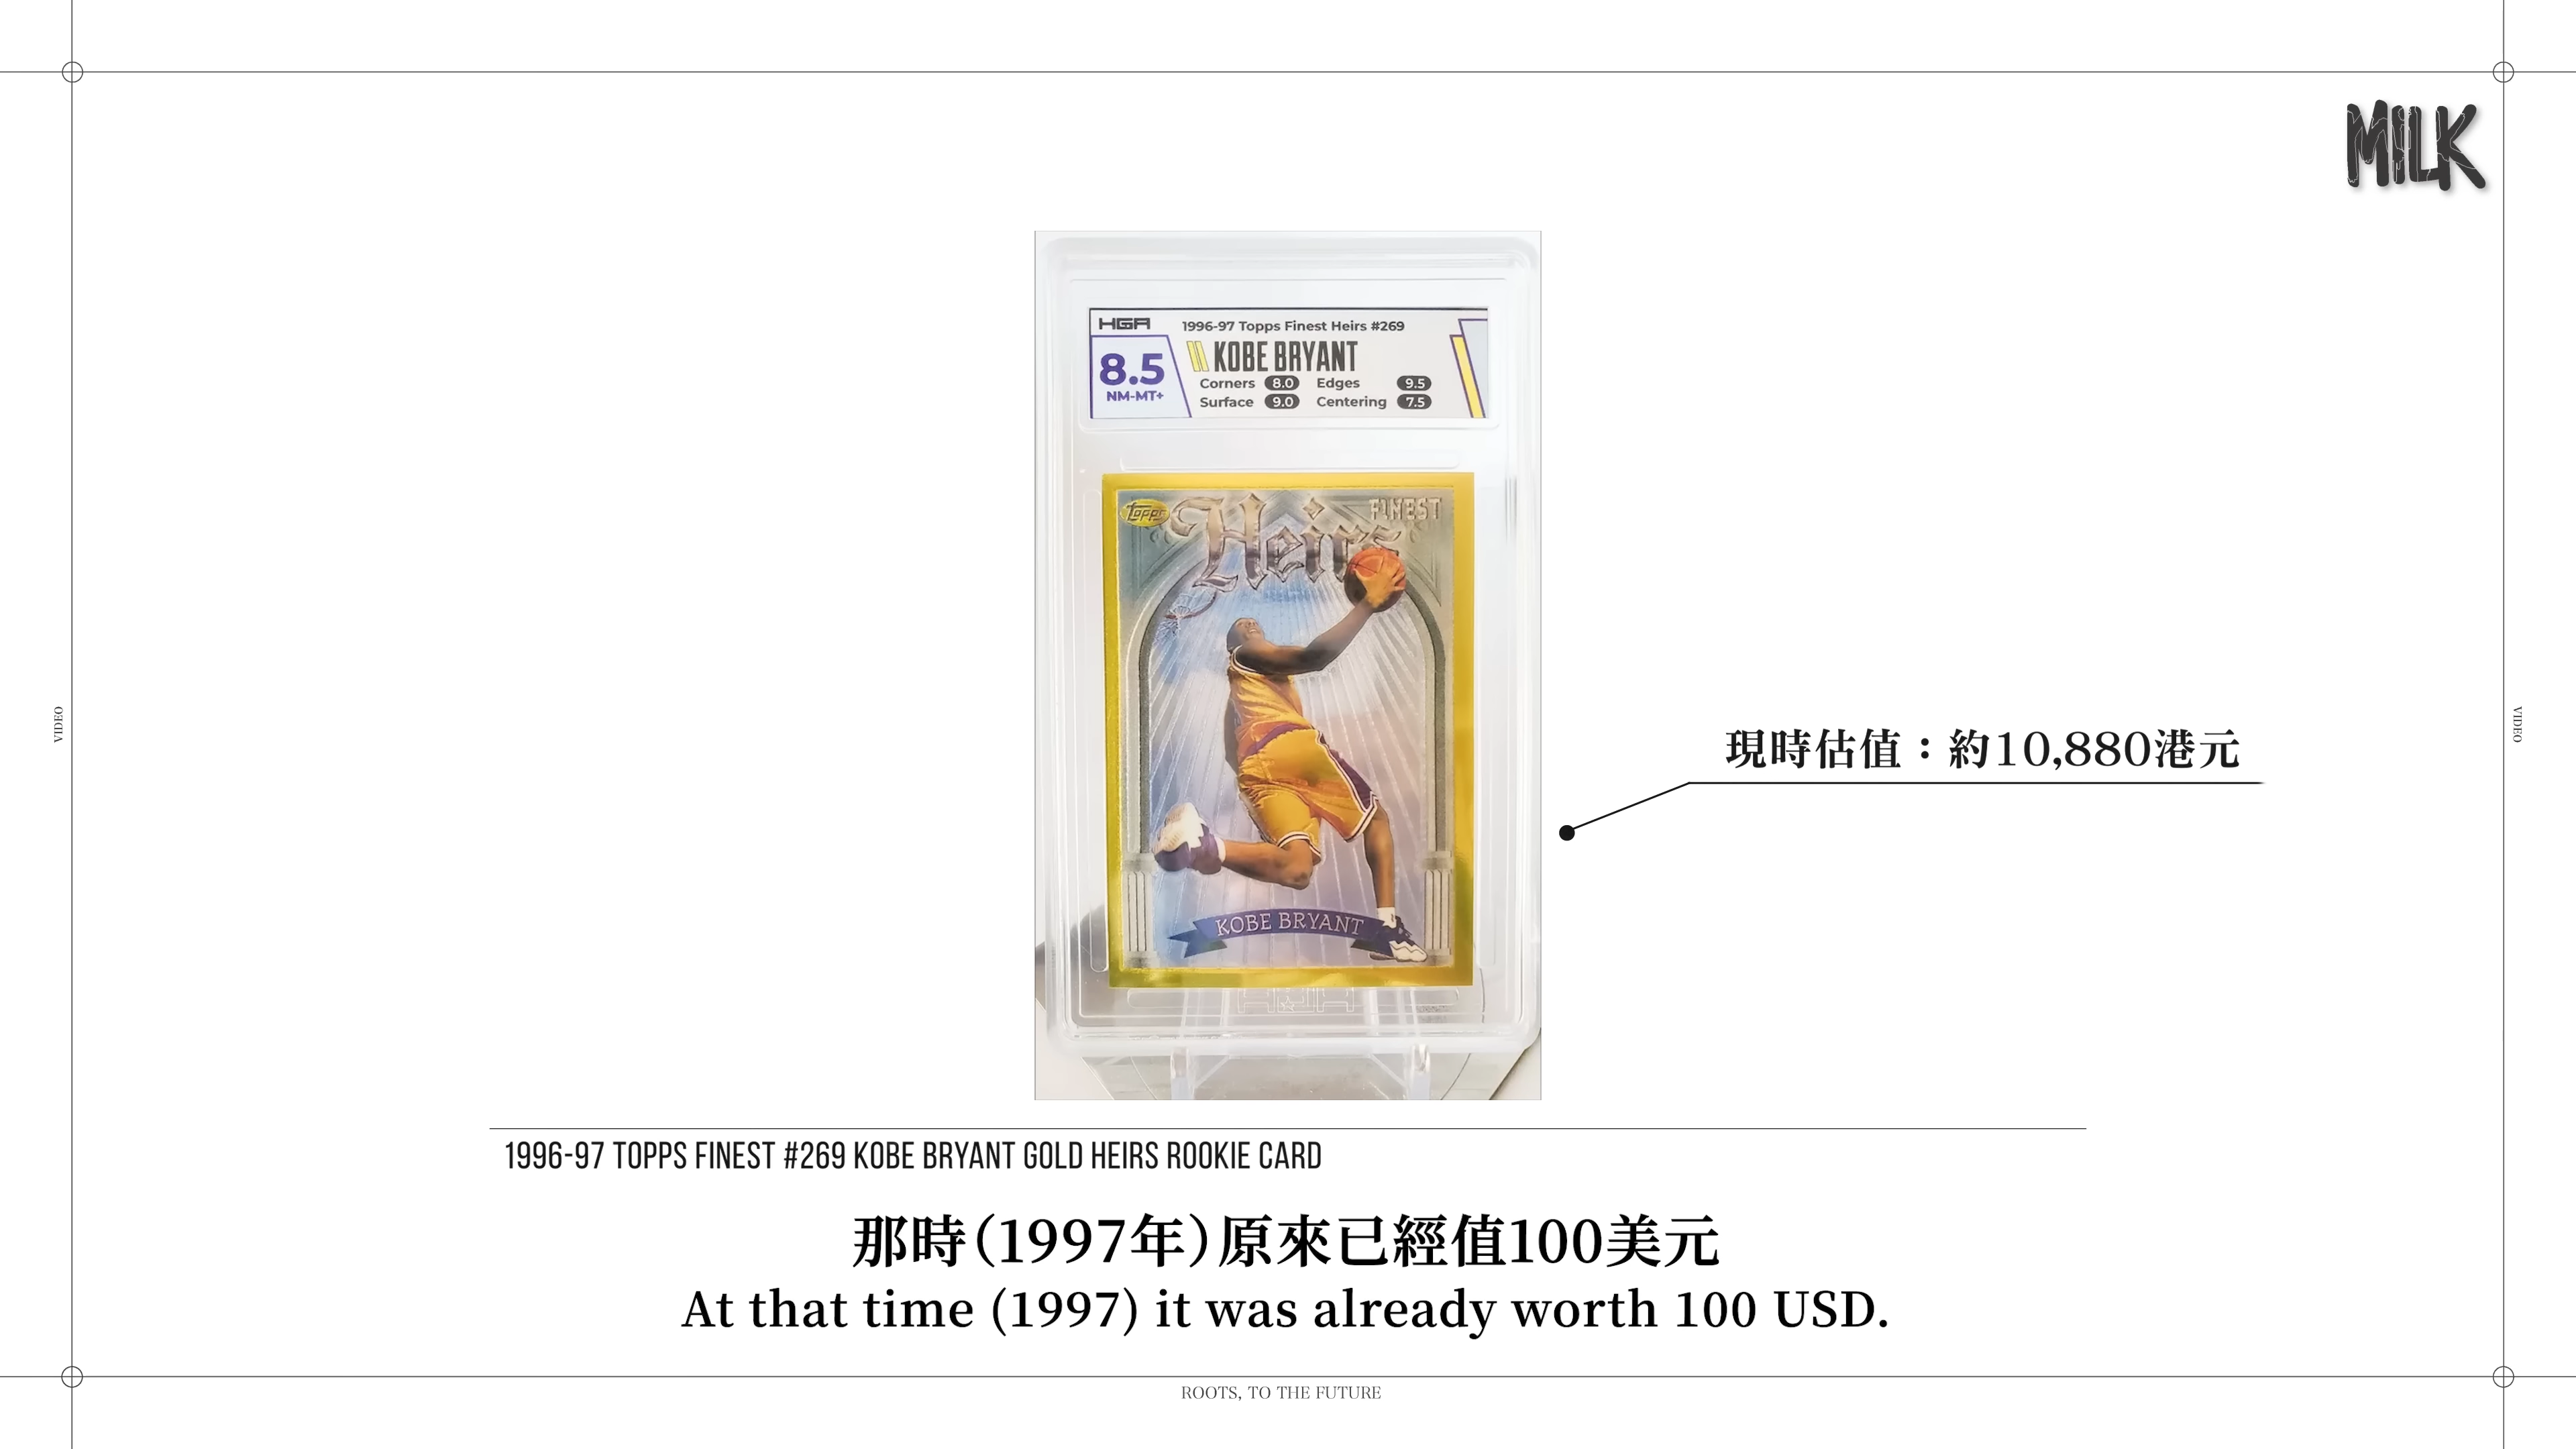 MILK
HGA
1996-97 Topps Finest Heirs #269
8.5
NM-MT+
KOBE BRYANT
Corners 8.0 Edges 9.5
Surface 9.0 Centering 7.5
Topps
FINEST
Heirs
KOBE BRYANT
現時估值：約10,880港元
VIDEO
VIDEO
1996-97 TOPPS FINEST #269 KOBE BRYANT GOLD HEIRS ROOKIE CARD
那時(1997年)原來已經值100美元
At that time (1997) it was already worth 100 USD.
ROOTS, TO THE FUTURE